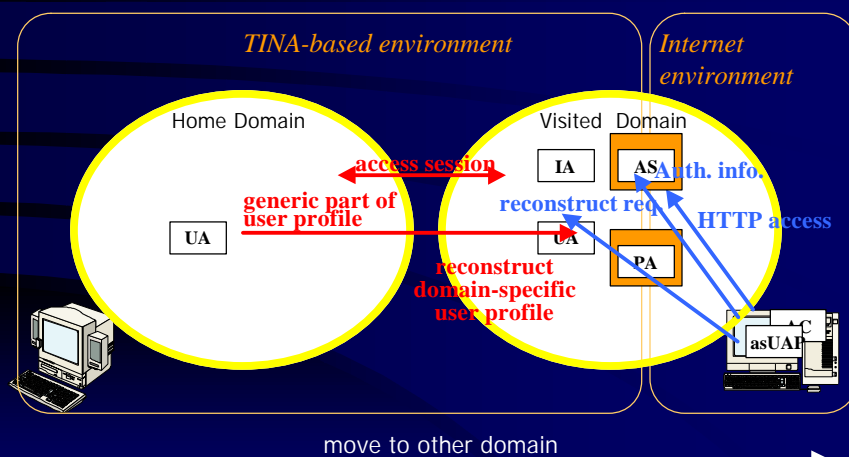 TINA-based environment
Internet
environment
Home Domain
Visited Domain
access session
IA
AS
Auth. info.
generic part of
user profile
reconstruct req.
HTTP access
UA
UA
PA
reconstruct
domain-specific
user profile
AC
asUAP
move to other domain